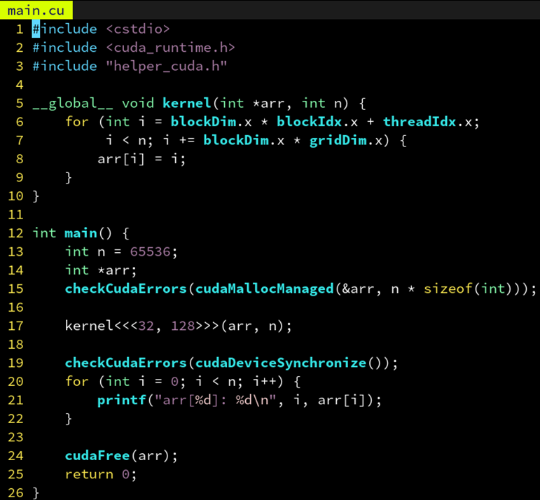 main.cu
1 #include <cstdio>
2 #include <cuda_runtime.h>
3 #include "helper_cuda.h"
4
5 __global__ void kernel(int *arr, int n) {
6     for (int i = blockDim.x * blockIdx.x + threadIdx.x;
7          i < n; i += blockDim.x * gridDim.x) {
8         arr[i] = i;
9     }
10 }
11
12 int main() {
13     int n = 65536;
14     int *arr;
15     checkCudaErrors(cudaMallocManaged(&arr, n * sizeof(int)));
16
17     kernel<<<32, 128>>>(arr, n);
18
19     checkCudaErrors(cudaDeviceSynchronize());
20     for (int i = 0; i < n; i++) {
21         printf("arr[%d]: %d\n", i, arr[i]);
22     }
23
24     cudaFree(arr);
25     return 0;
26 }